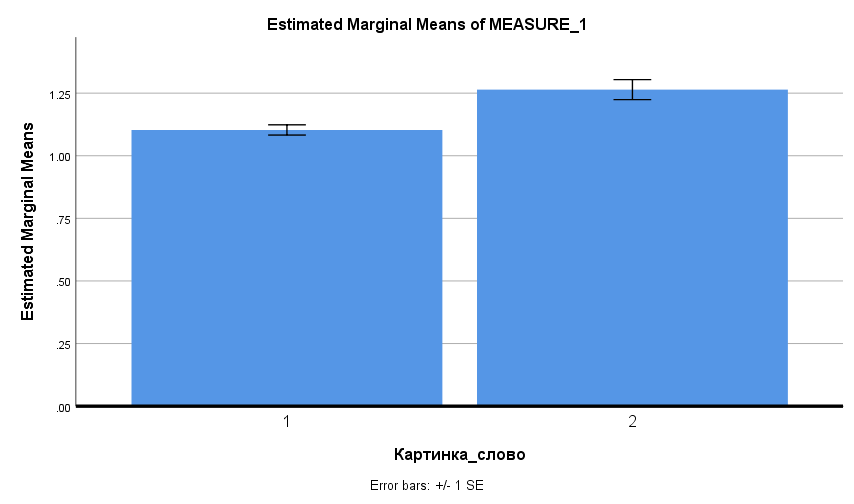 Estimated Marginal Means of MEASURE_1
Estimated Marginal Means
1.25
1.00
.75
.50
.25
.00
1
2
Картинка_слово
Error bars: +/- 1 SE